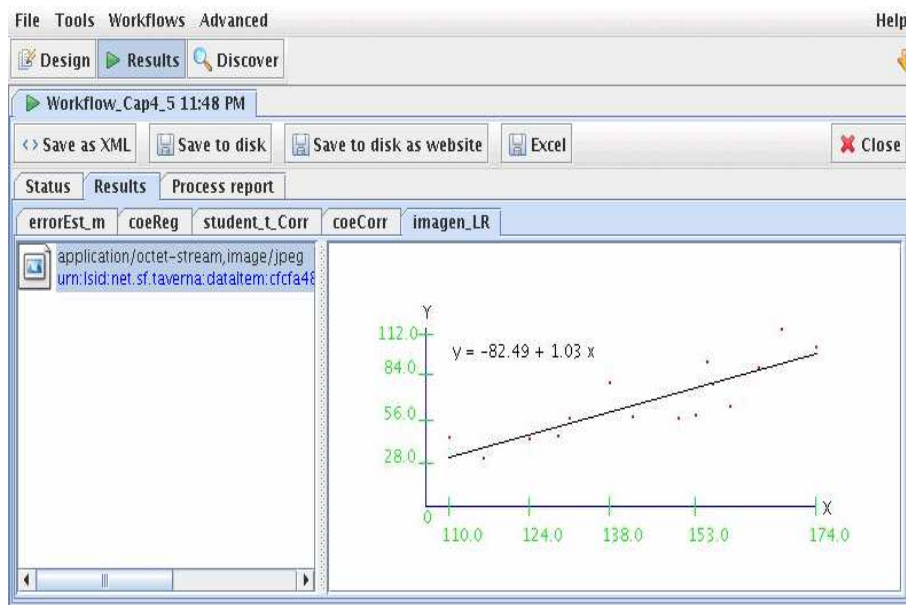 File Tools Workflows Advanced Help
Design Results Discover
Workflow_Cap4_5 11:48 PM
<> Save as XML Save to disk Save to disk as website Excel Close
Status Results Process report
errorEst_m coeReg student_t_Corr coeCorr imagen_LR
application/octet-stream,image/jpeg
urn:lsid:net.sf.taverna:dataItem:cfcfa48
Y
112.0
y = -82.49 + 1.03 x
84.0
56.0
28.0
X
0
110.0 124.0 138.0 153.0 174.0